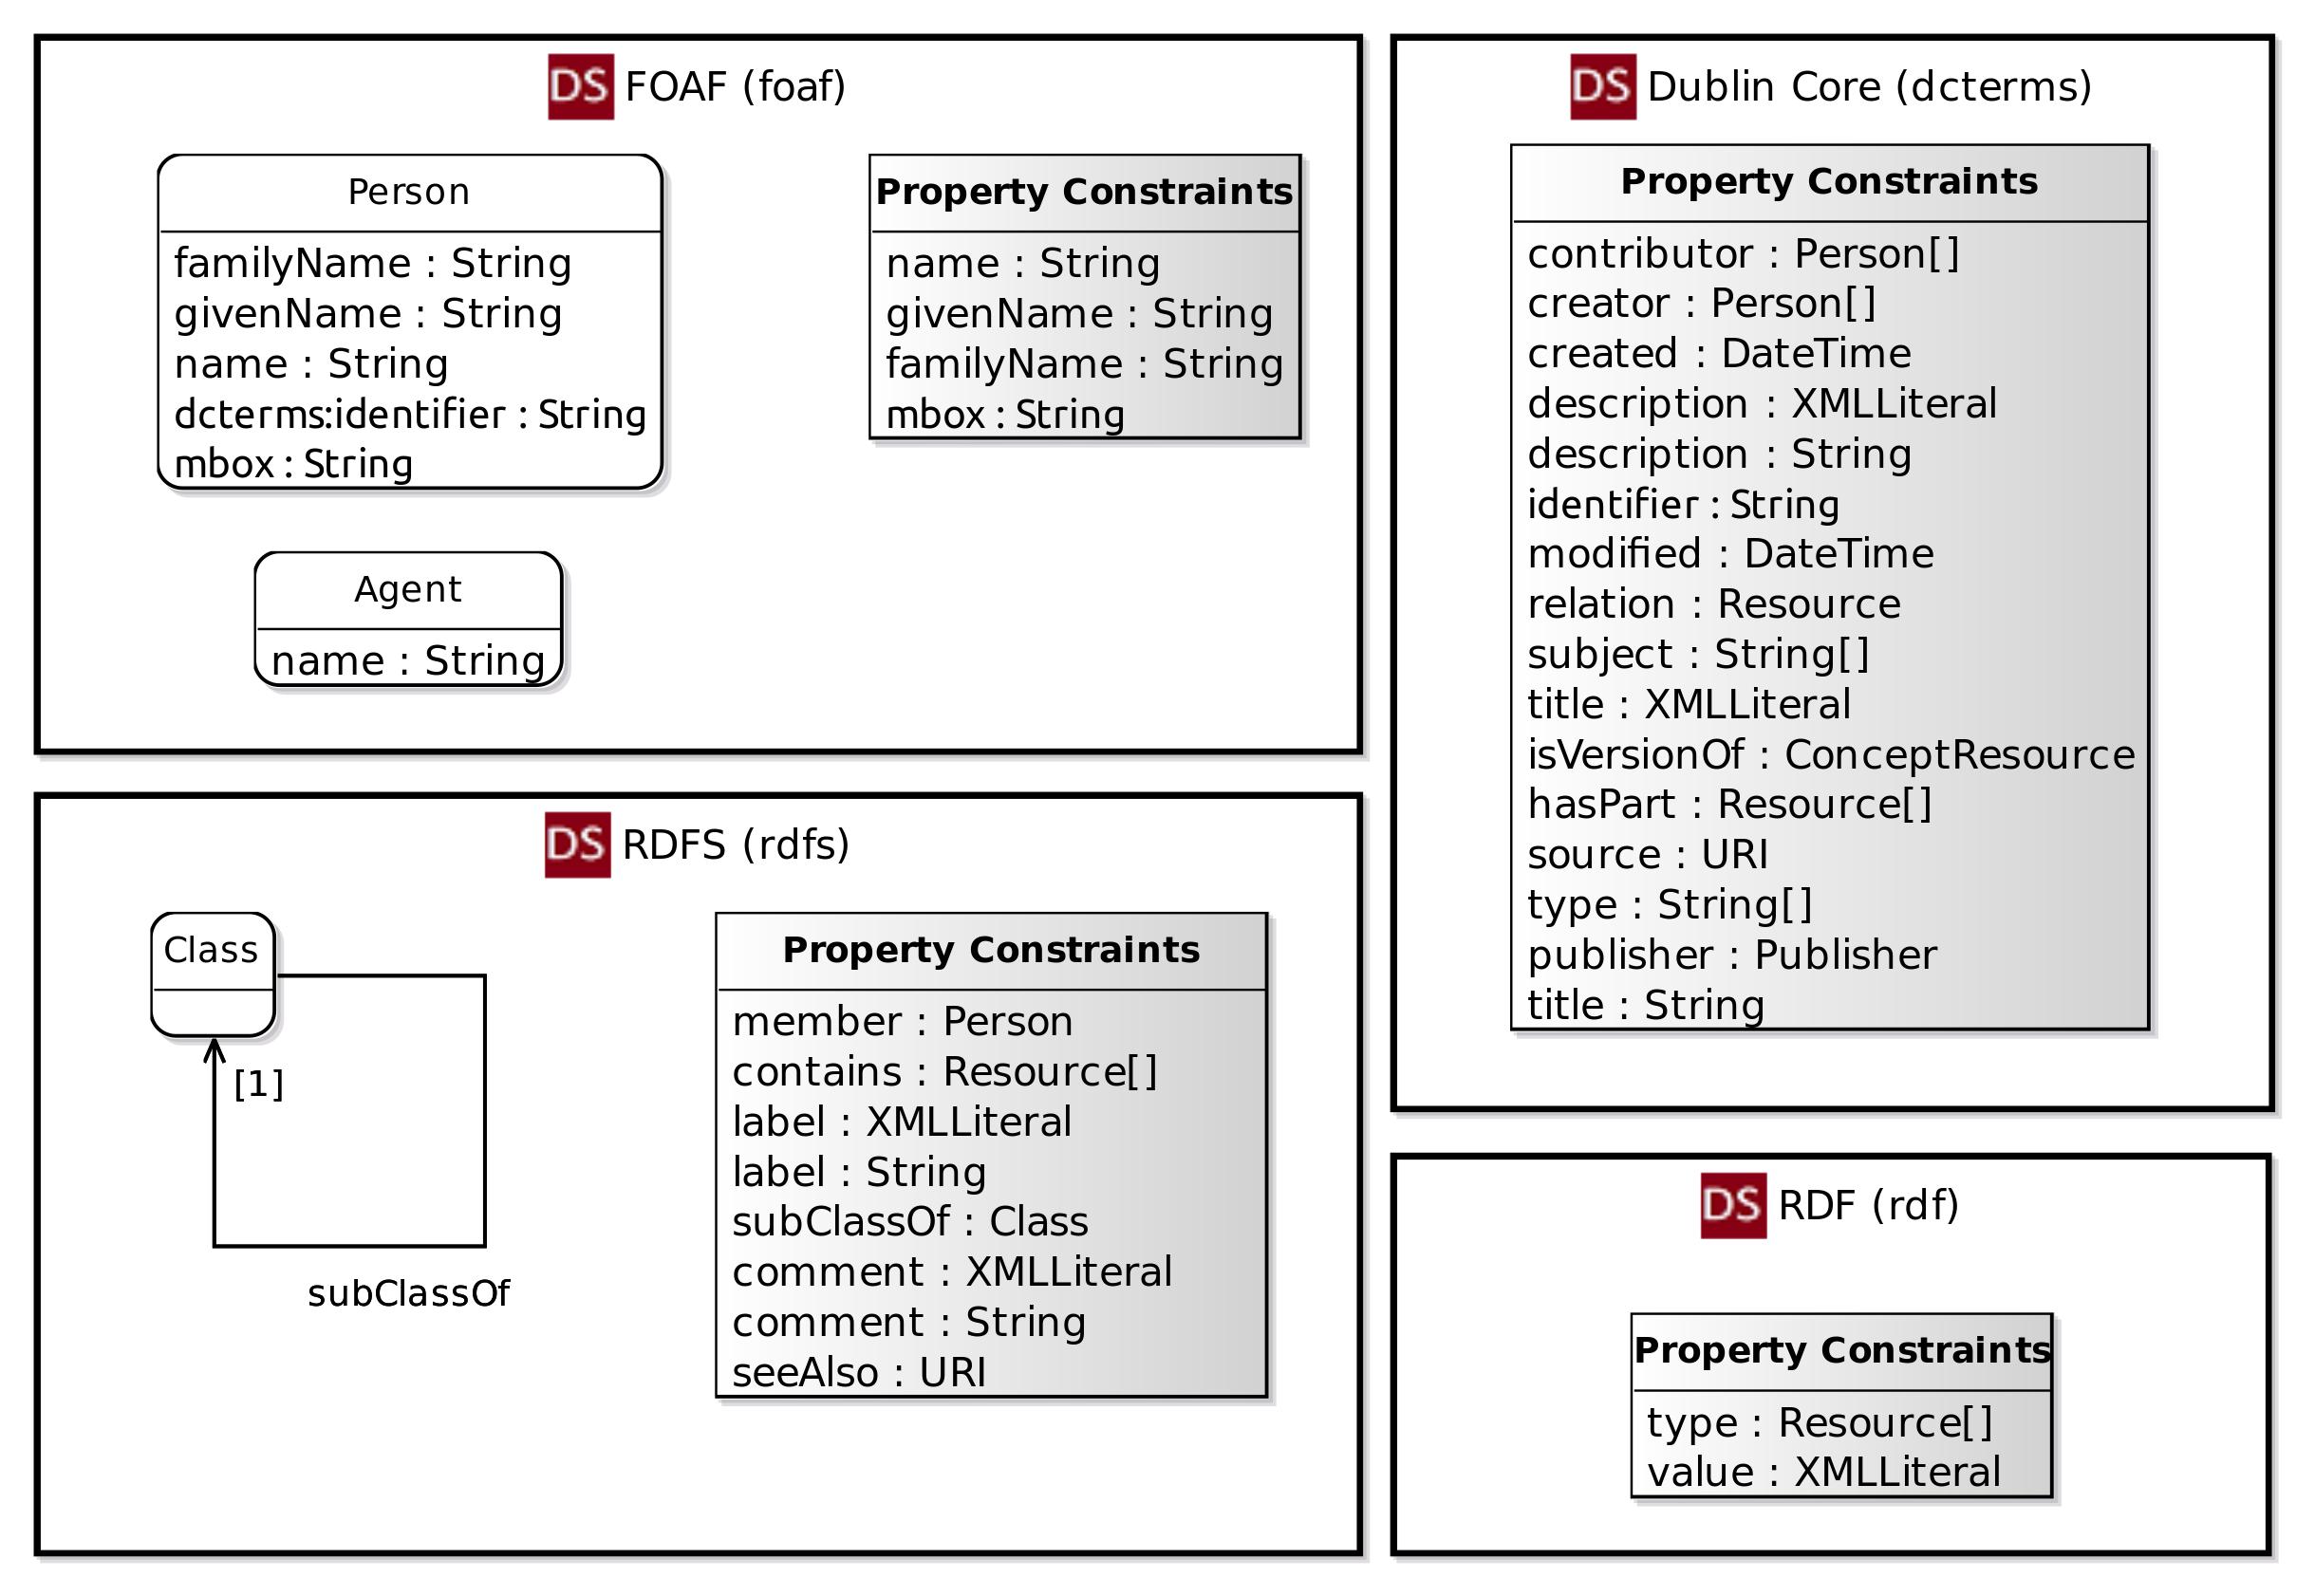 DS FOAF (foaf)
Person
familyName : String
givenName : String
name : String
dcterms:identifier : String
mbox : String
Property Constraints
name : String
givenName : String
familyName : String
mbox : String
Agent
name : String
DS Dublin Core (dcterms)
Property Constraints
contributor : Person[]
creator : Person[]
created : DateTime
description : XMLLiteral
description : String
identifier : String
modified : DateTime
relation : Resource
subject : String[]
title : XMLLiteral
isVersionOf : ConceptResource
hasPart : Resource[]
source : URI
type : String[]
publisher : Publisher
title : String
DS RDFS (rdfs)
Class
[1]
subClassOf
Property Constraints
member : Person
contains : Resource[]
label : XMLLiteral
label : String
subClassOf : Class
comment : XMLLiteral
comment : String
seeAlso : URI
DS RDF (rdf)
Property Constraints
type : Resource[]
value : XMLLiteral